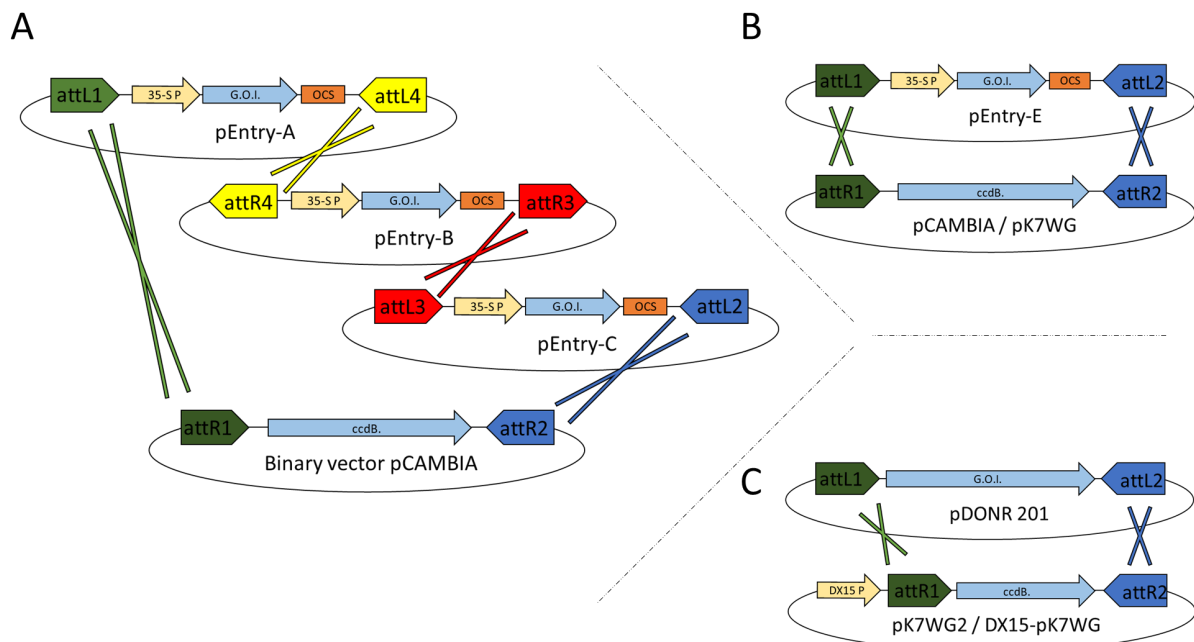 A
attL1
35-S P
G.O.I.
OCS
attL4
pEntry-A
attR4
35-S P
G.O.I.
OCS
attR3
pEntry-B
attL3
35-S P
G.O.I.
OCS
attL2
pEntry-C
attR1
ccdB.
attR2
Binary vector pCAMBIA
B
attL1
35-S P
G.O.I.
OCS
attL2
pEntry-E
attR1
ccdB.
attR2
pCAMBIA / pK7WG
C
attL1
G.O.I.
attL2
pDONR 201
DX15 P
attR1
ccdB.
attR2
pK7WG2 / DX15-pK7WG